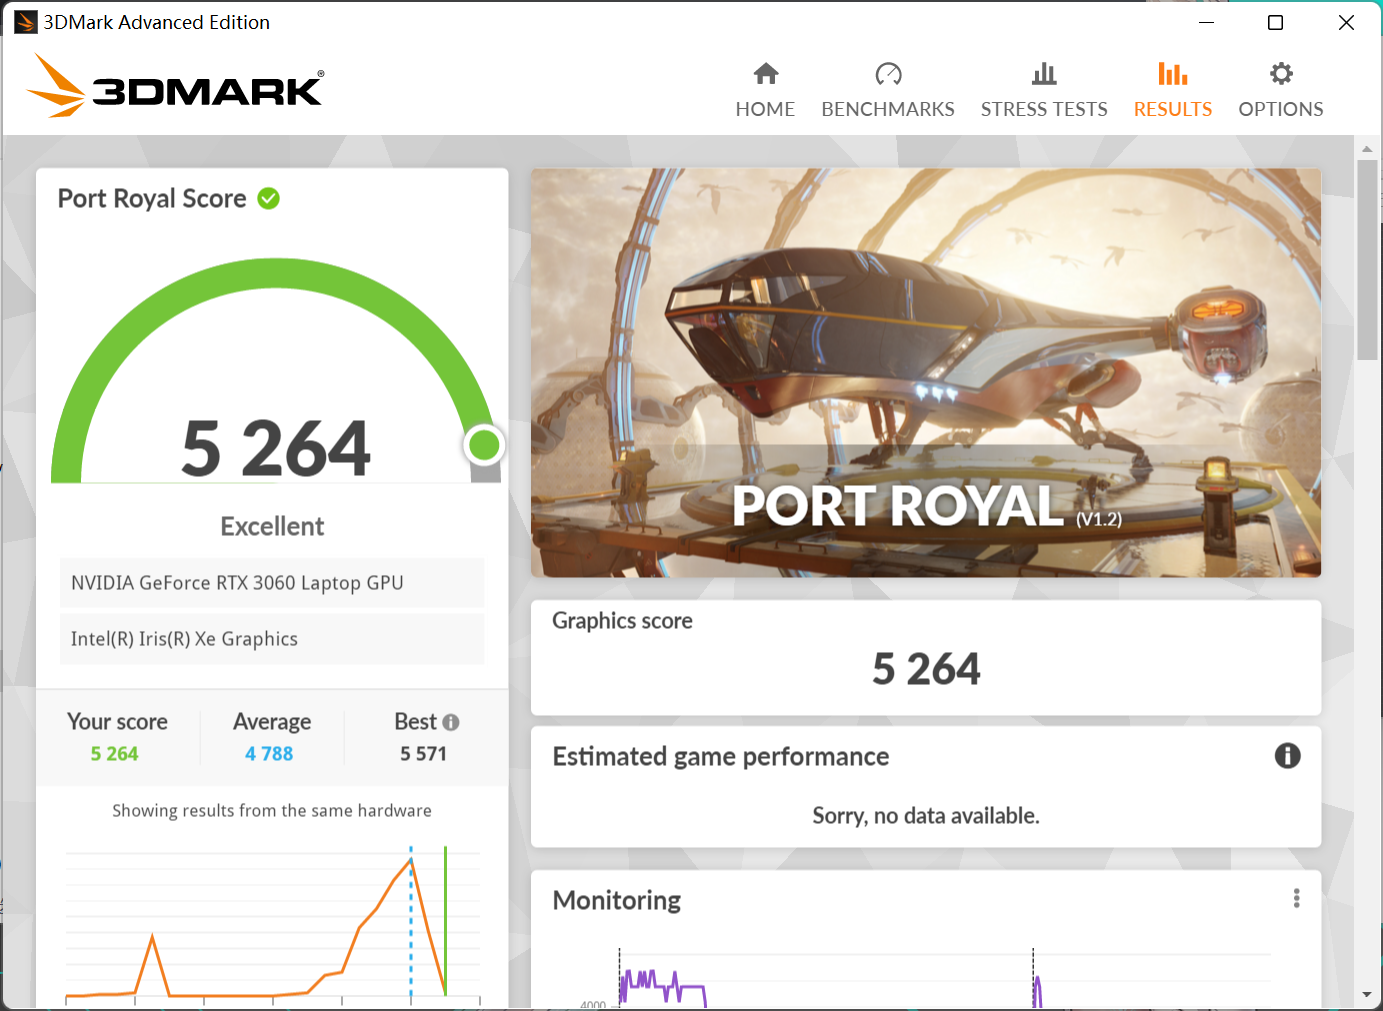 3DMark Advanced Edition
3DMARK®
HOME
BENCHMARKS
STRESS TESTS
RESULTS
OPTIONS
Port Royal Score
5 264
Excellent
NVIDIA GeForce RTX 3060 Laptop GPU
Intel(R) Iris(R) Xe Graphics
Your score
5 264
Average
4 788
Best
5 571
Showing results from the same hardware
PORT ROYAL (V1.2)
Graphics score
5 264
Estimated game performance
Sorry, no data available.
Monitoring
4000